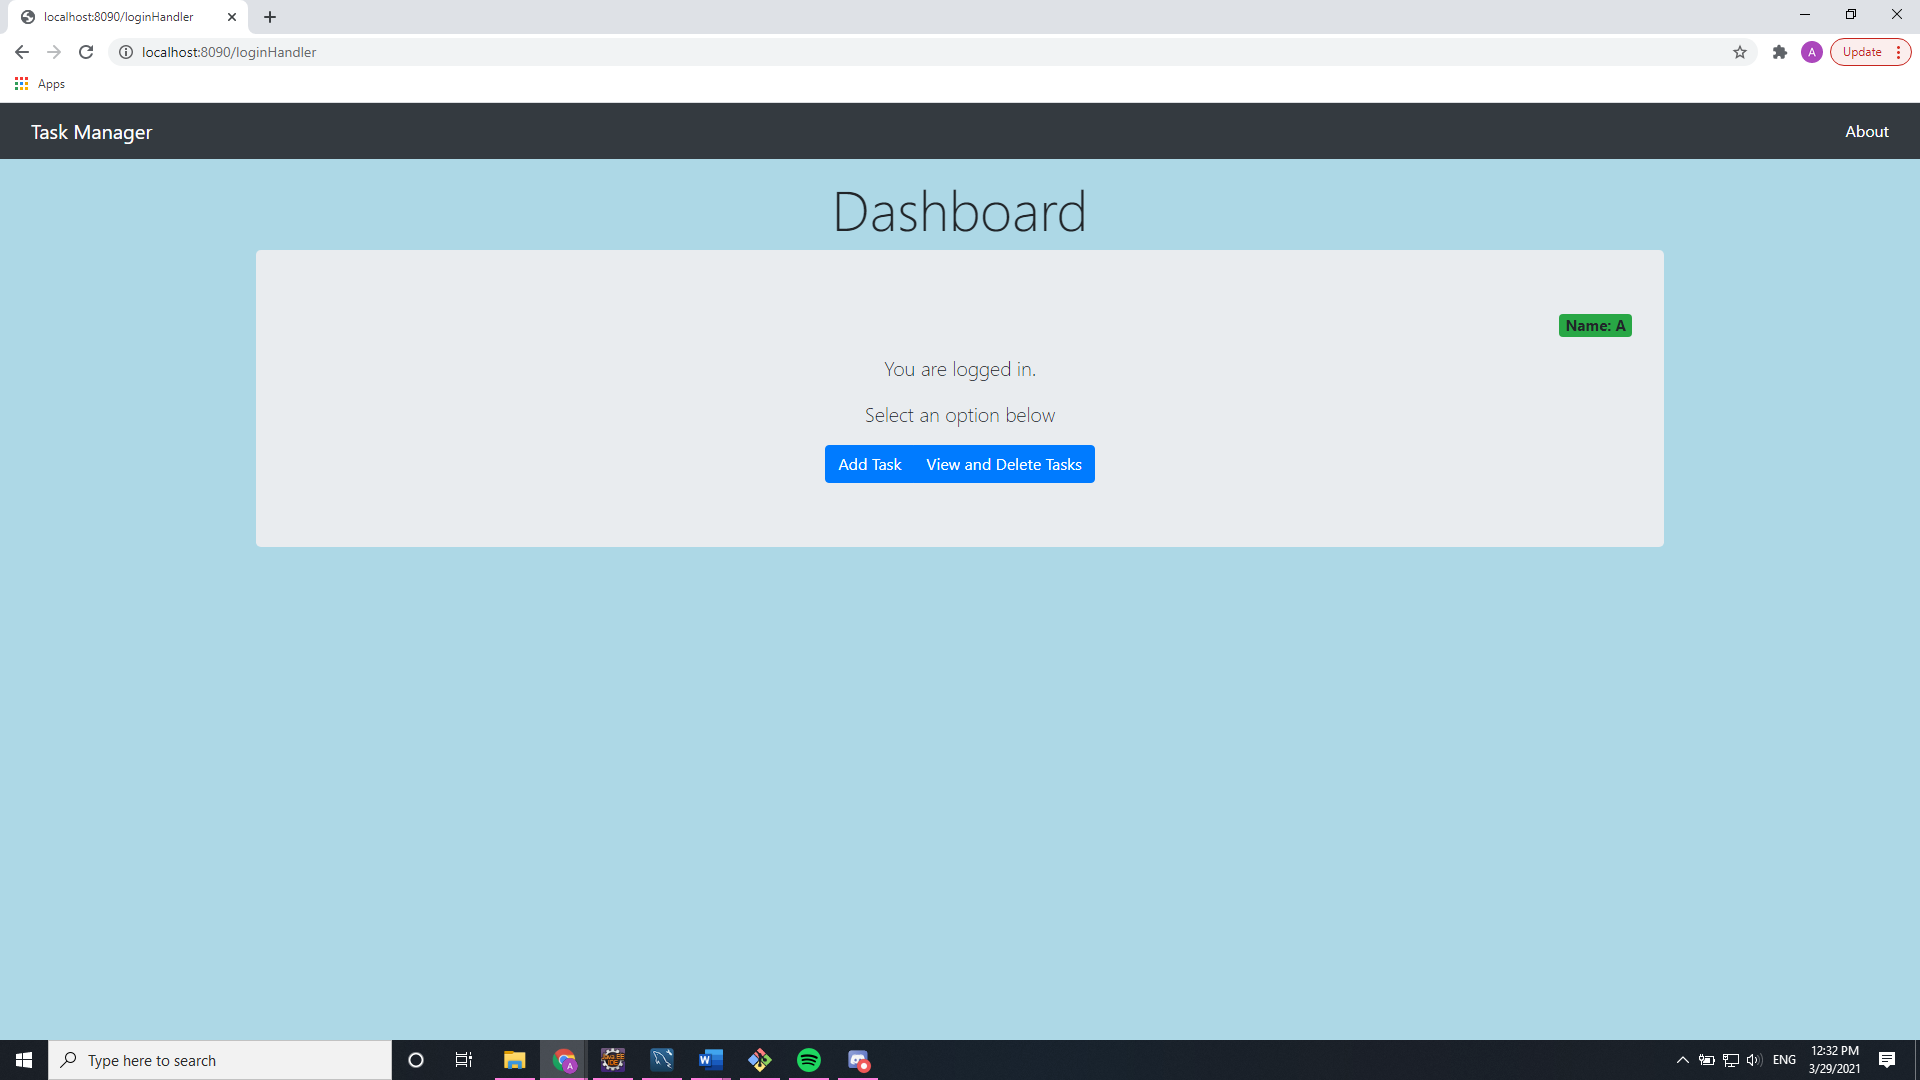 localhost:8090/loginHandler
localhost:8090/loginHandler
A
Update
Apps
Task Manager
About
Dashboard
Name: A
You are logged in.
Select an option below
Add Task View and Delete Tasks
Type here to search
A
W
ENG
12:32 PM
3/29/2021